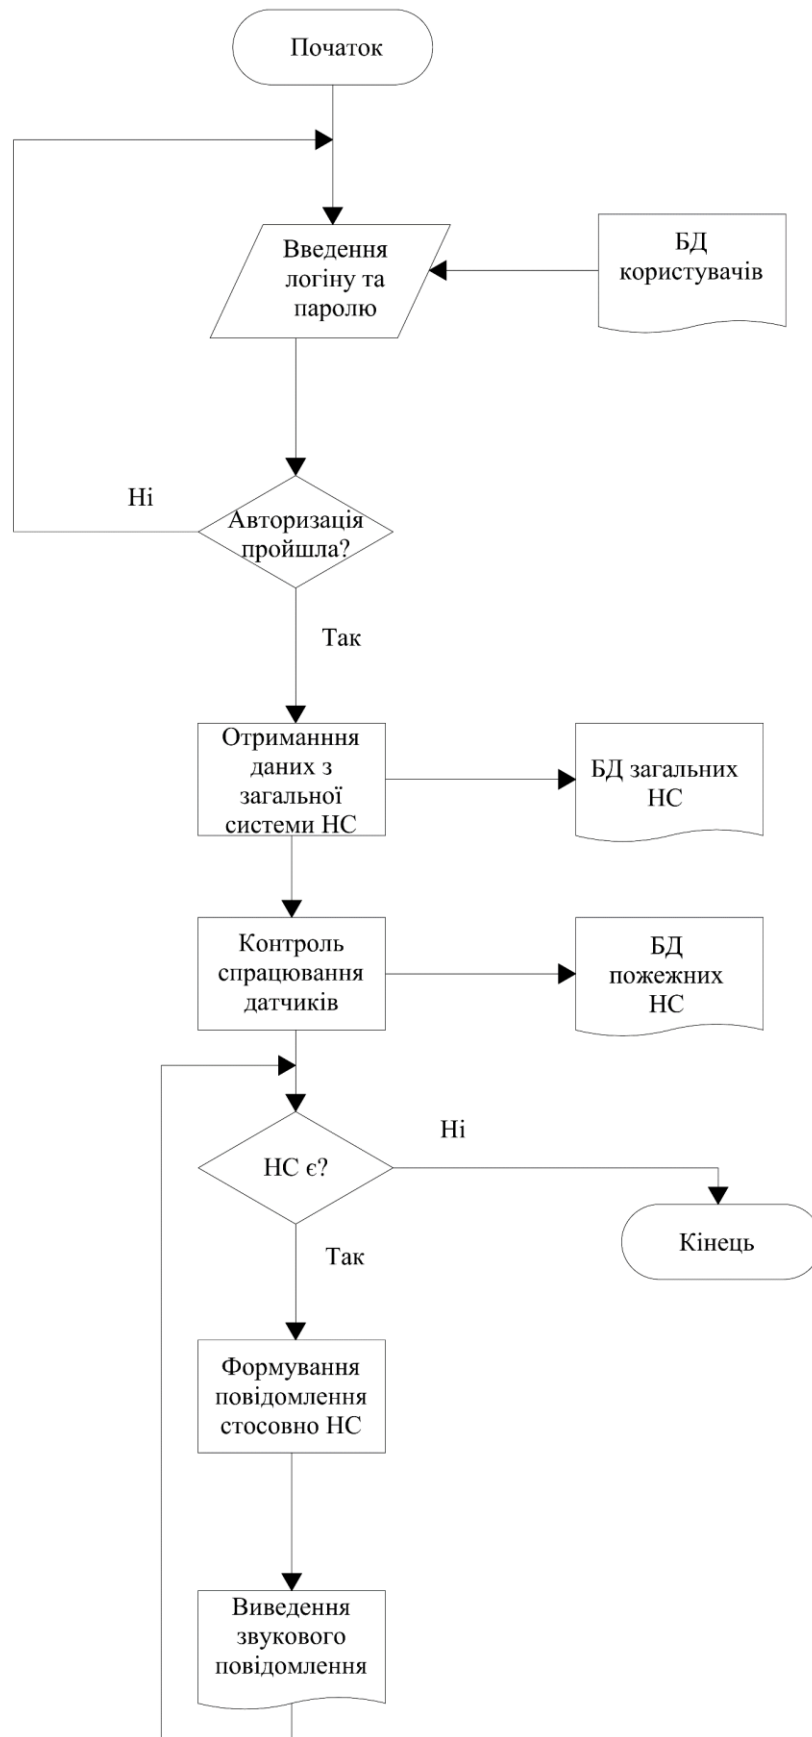 Початок
Введення
логіну та
паролю
БД
користувачів
Ні
Авторизація
пройшла?
Так
Отриманння
даних з
загальної
системи НС
БД загальних
НС
Контроль
спрацювання
датчиків
БД
пожежних
НС
Ні
НС є?
Кінець
Так
Формування
повідомлення
стосовно НС
Виведення
звукового
повідомлення